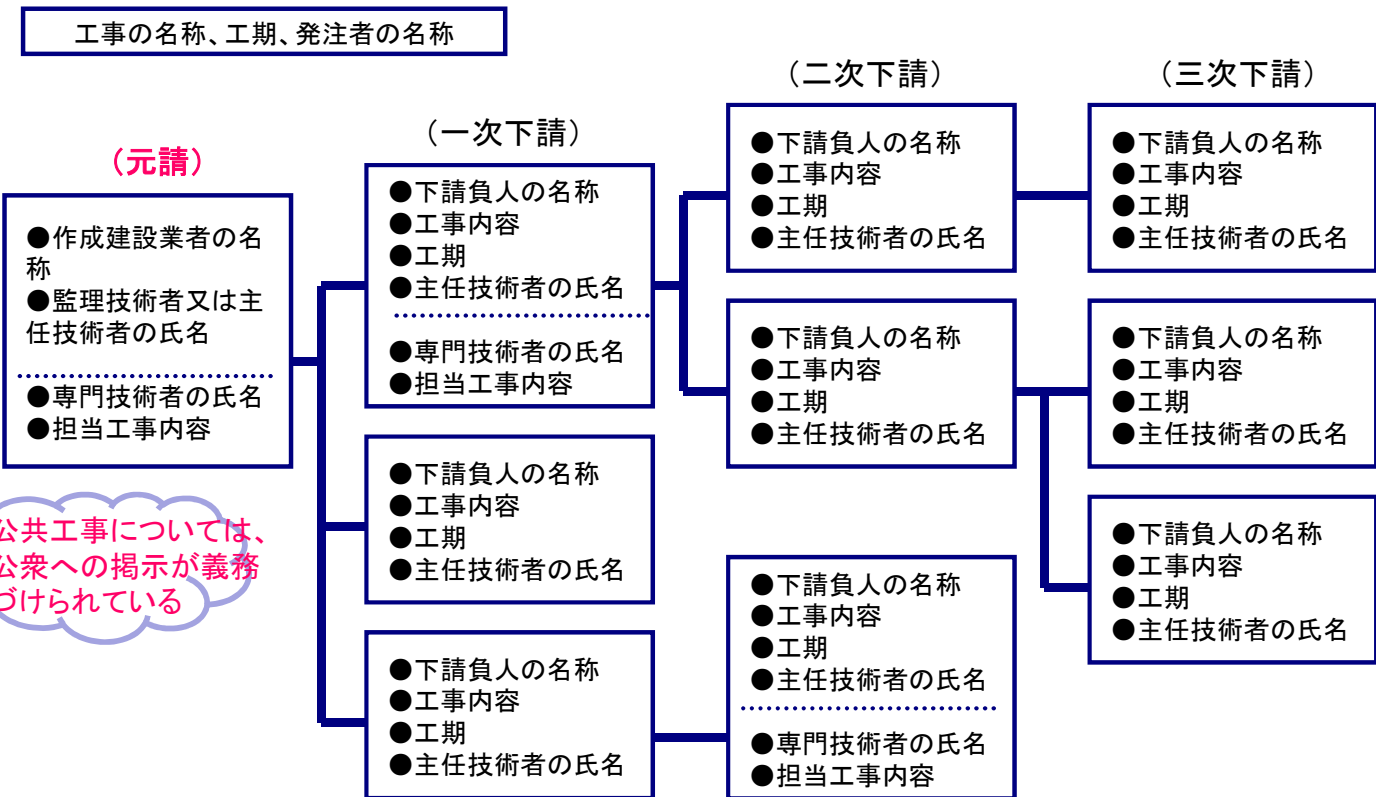 工事の名称、工期、発注者の名称
(元請)
●作成建設業者の名
称
●監理技術者又は主
任技術者の氏名
●専門技術者の氏名
●担当工事内容
公共工事については、
公衆への掲示が義務
づけられている
(一次下請)
●下請負人の名称
●工事内容
●工期
●主任技術者の氏名
●専門技術者の氏名
●担当工事内容
●下請負人の名称
●工事内容
●工期
●主任技術者の氏名
●下請負人の名称
●工事内容
●工期
●主任技術者の氏名
(二次下請)
●下請負人の名称
●工事内容
●工期
●主任技術者の氏名
●下請負人の名称
●工事内容
●工期
●主任技術者の氏名
●下請負人の名称
●工事内容
●工期
●主任技術者の氏名
●専門技術者の氏名
●担当工事内容
(三次下請)
●下請負人の名称
●工事内容
●工期
●主任技術者の氏名
●下請負人の名称
●工事内容
●工期
●主任技術者の氏名
●下請負人の名称
●工事内容
●工期
●主任技術者の氏名